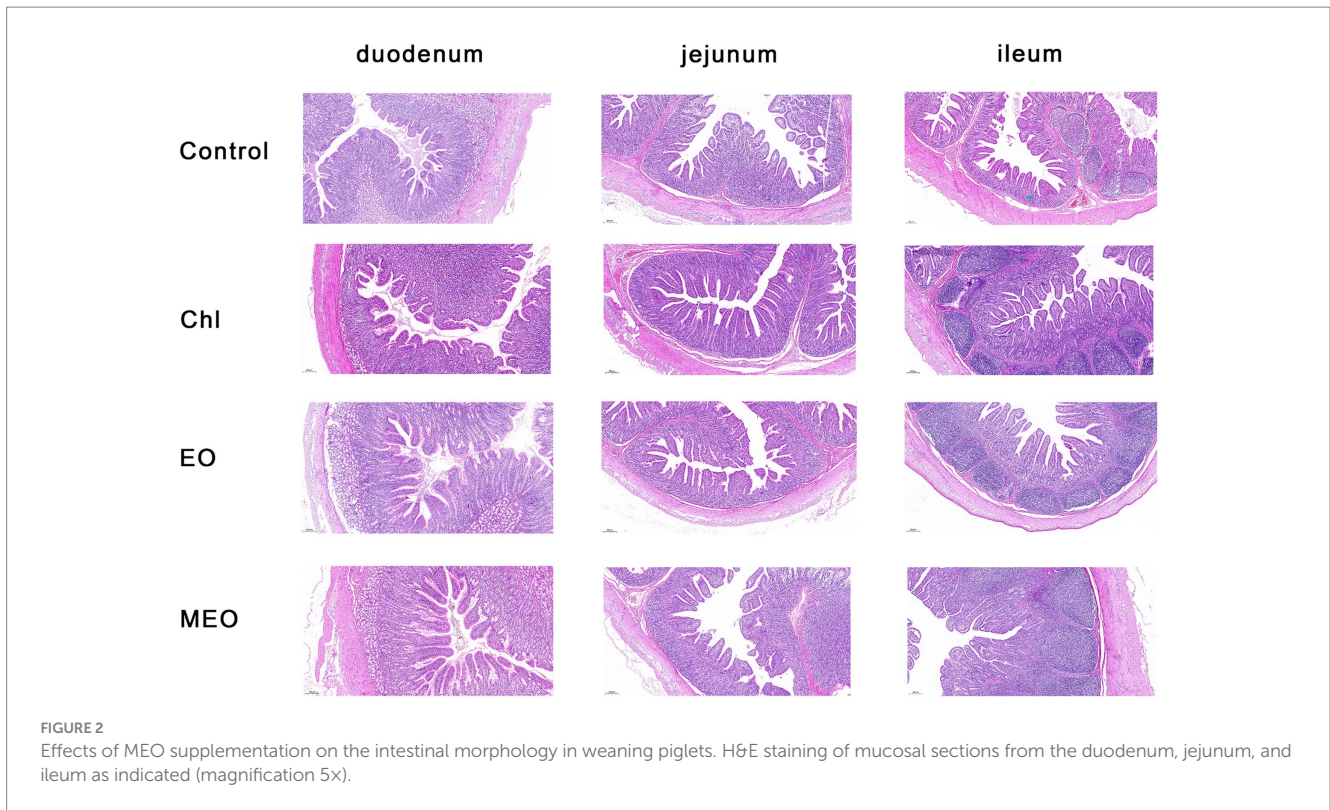 duodenum jejunum ileum
Control
Chl
EO
MEO
FIGURE 2
Effects of MEO supplementation on the intestinal morphology in weaning piglets. H&E staining of mucosal sections from the duodenum, jejunum, and
ileum as indicated (magnification 5×).